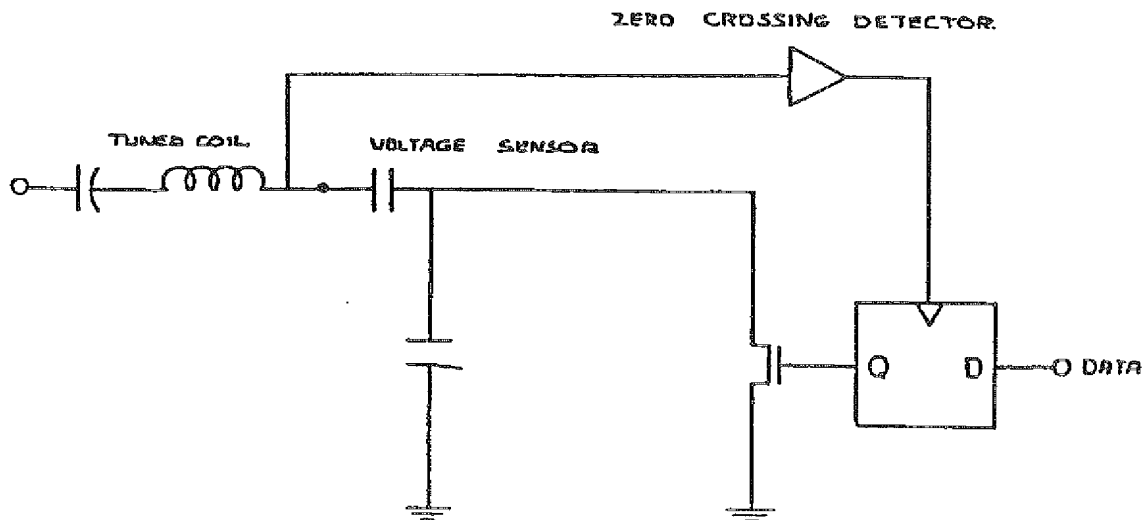 ZERO CROSSING DETECTOR
TUNED COIL
VOLTAGE SENSOR
Q
D
DATA